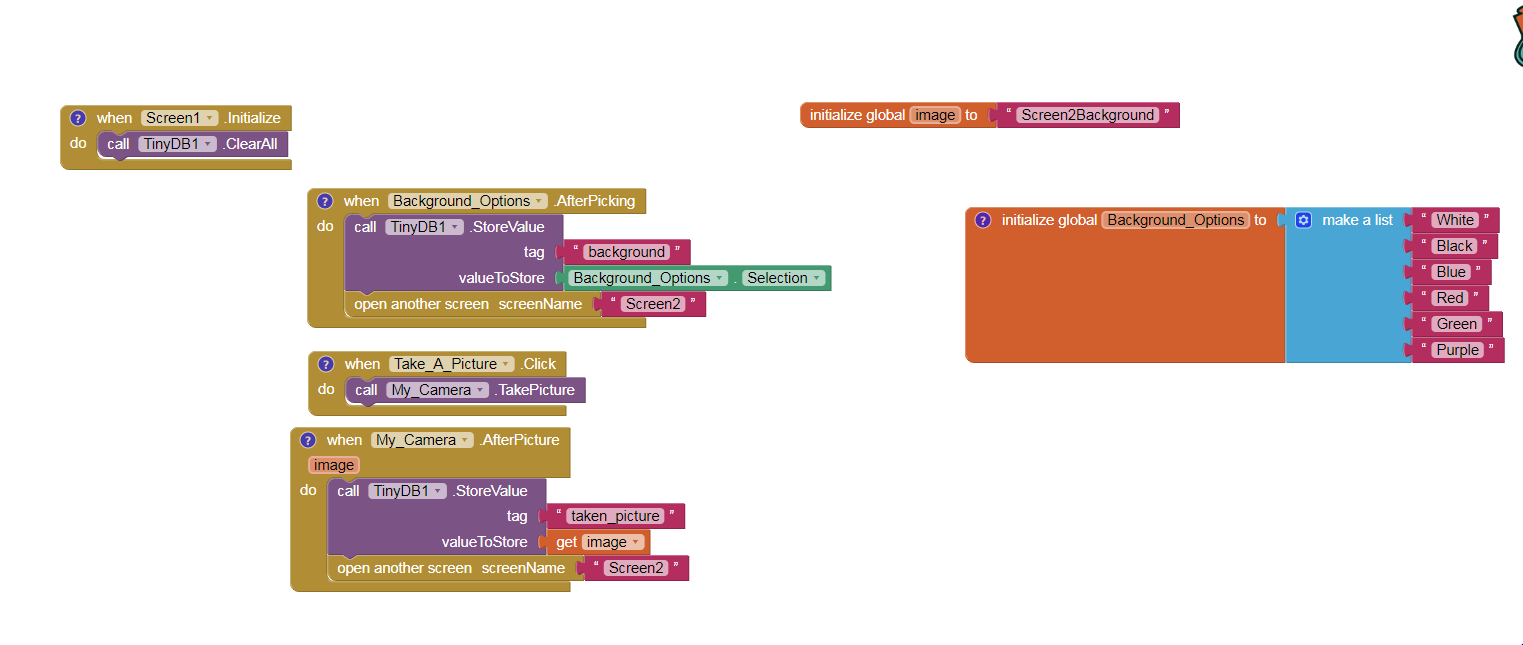 ? when Screen1 .Initialize
do call TinyDB1 .ClearAll
initialize global image to " Screen2Background "
? when Background_Options .AfterPicking
do call TinyDB1 .StoreValue
tag " background "
valueToStore Background_Options . Selection
open another screen screenName " Screen2 "
? initialize global Background_Options to make a list " White "
" Black "
" Blue "
" Red "
" Green "
" Purple "
? when Take_A_Picture .Click
do call My_Camera .TakePicture
? when My_Camera .AfterPicture
image
do call TinyDB1 .StoreValue
tag " taken_picture "
valueToStore get image
open another screen screenName " Screen2 "